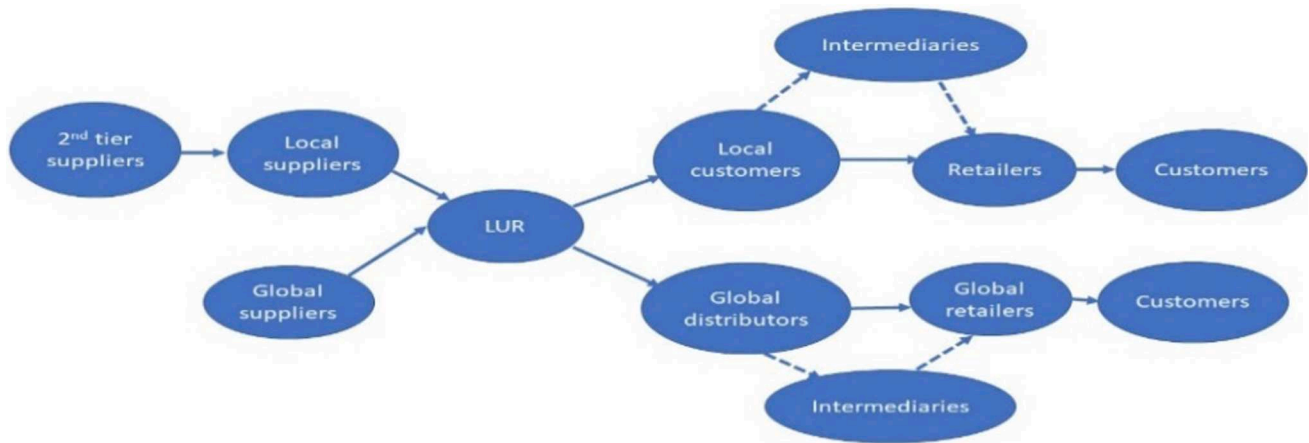 Intermediaries
2nd tier
suppliers
Local
suppliers
Local
customers
Retailers
Customers
LUR
Global
suppliers
Global
distributors
Global
retailers
Customers
Intermediaries